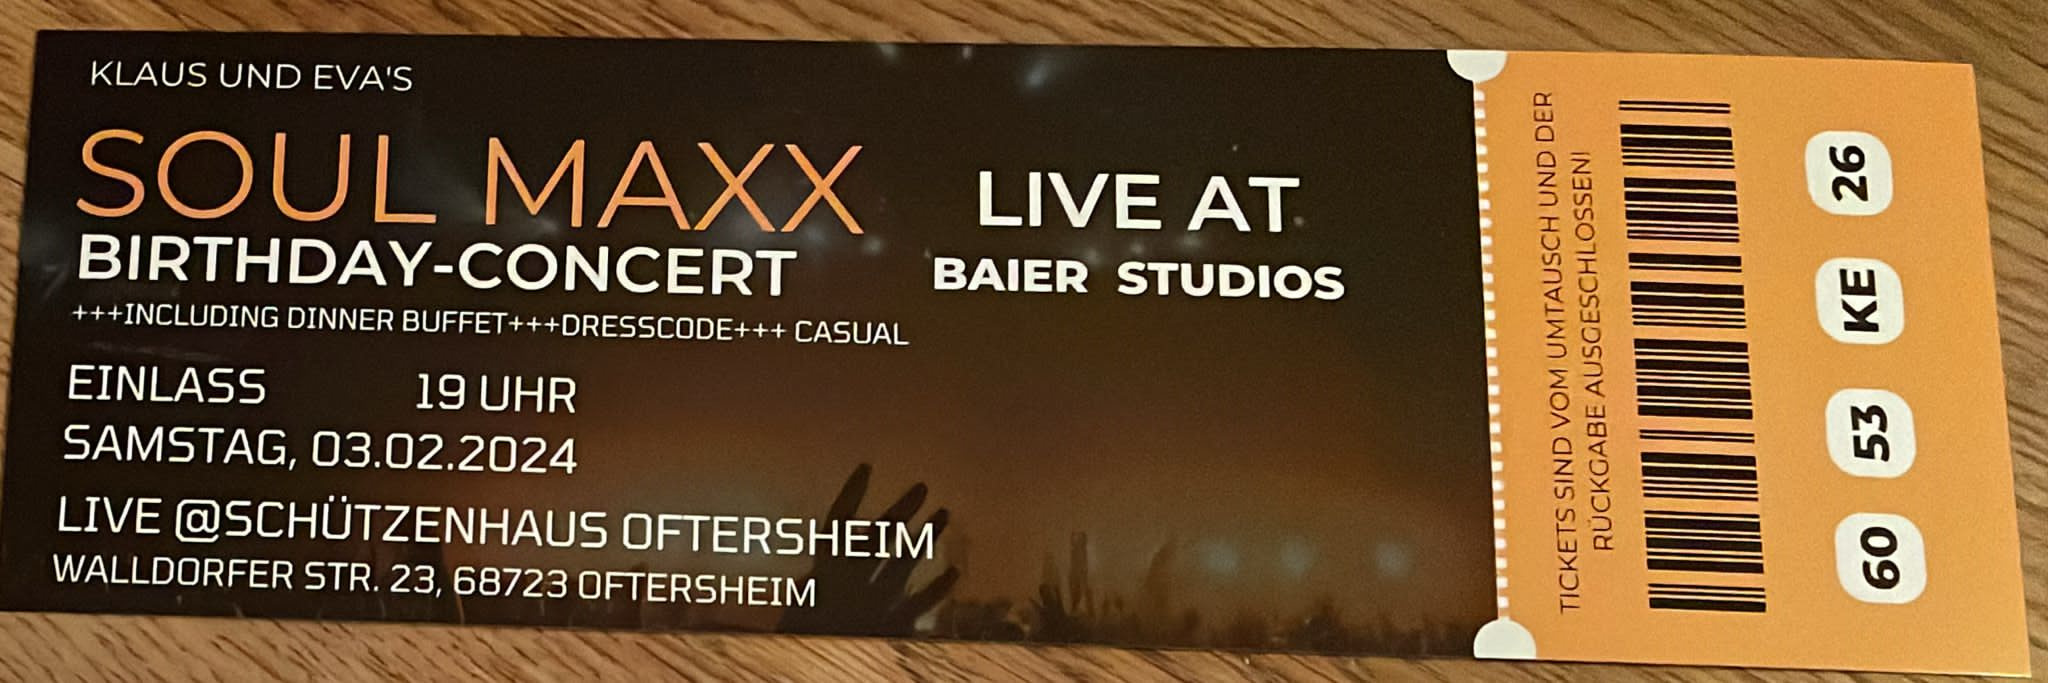 KLAUS UND EVA'S
SOUL MAXX
BIRTHDAY-CONCERT
+++INCLUDING DINNER BUFFET+++DRESSCODE+++ CASUAL
EINLASS 19 UHR
SAMSTAG, 03.02.2024
LIVE @SCHÜTZENHAUS OFTERSHEIM
WALLDORFER STR. 23, 68723 OFTERSHEIM
LIVE AT
BAIER STUDIOS
TICKETS SIND VOM UMTAUSCH UND DER
RÜCKGABE AUSGESCHLOSSEN!
60 53 KE 26